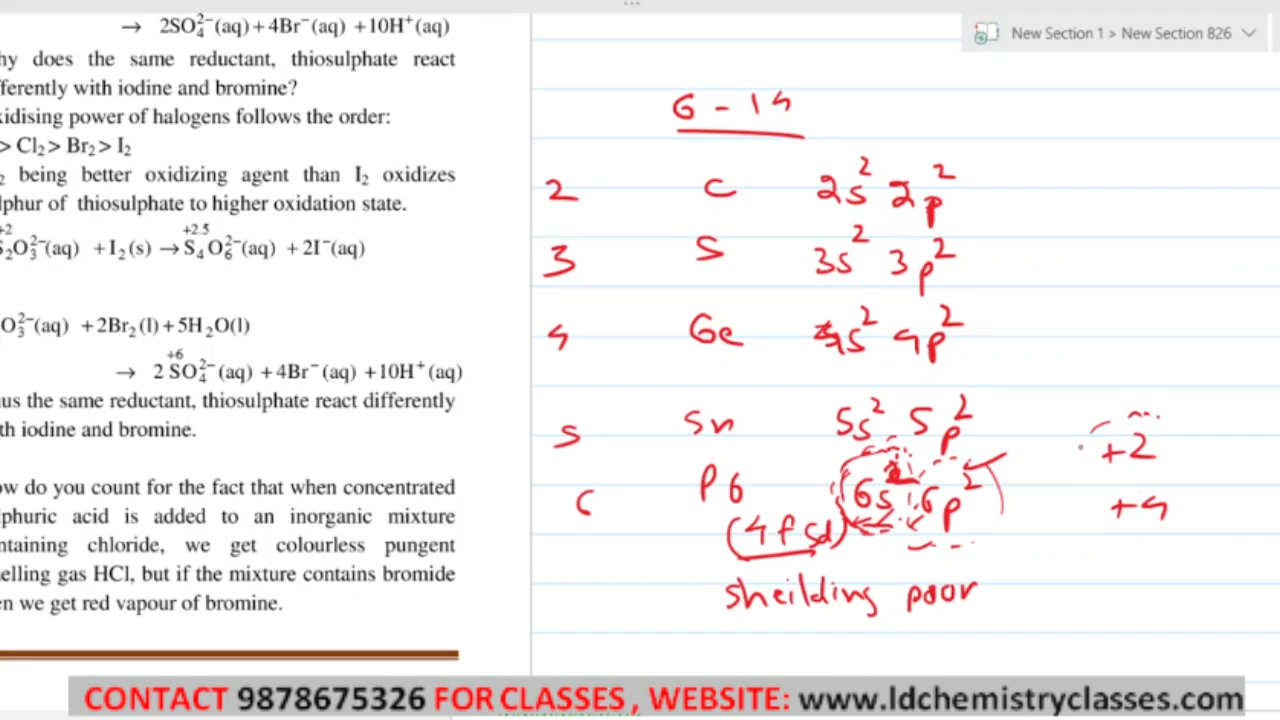 → 2SO₄²⁻(aq)+4Br⁻(aq) +10H⁺(aq)
hy does the same reductant, thiosulphate react
fferently with iodine and bromine?
xidising power of halogens follows the order:
> Cl₂> Br₂> I₂
₂ being better oxidizing agent than I₂ oxidizes
lphur of thiosulphate to higher oxidation state.
+2 +2.5
S₂O₃²⁻(aq) +I₂(s) → S₄O₆²⁻(aq) + 2I⁻(aq)
O₃²⁻(aq) +2Br₂(l)+5H₂O(l)
+6
→ 2 SO₄²⁻(aq) +4Br⁻(aq) +10H⁺(aq)
us the same reductant, thiosulphate react differently
th iodine and bromine.
ow do you count for the fact that when concentrated
lphuric acid is added to an inorganic mixture
ntaining chloride, we get colourless pungent
nelling gas HCl, but if the mixture contains bromide
en we get red vapour of bromine.
New Section 1 > New Section 826
G - 14
2 C 2s² 2p²
3 S 3s² 3p²
4 Ge 4s² 4p²
5 Sn 5s² 5p² +2
6 Pb 6s² 6p² +4
(4f 5d)
sheilding poor
CONTACT 9878675326 FOR CLASSES , WEBSITE: www.ldchemistryclasses.com